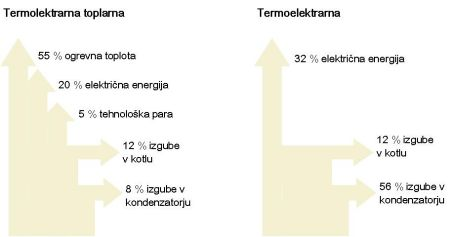 Termolektrarna toplarna
55 % ogrevna toplota
20 % električna energija
5 % tehnološka para
12 % izgube
v kotlu
8 % izgube v
kondenzatorju
Termoelektrarna
32 % električna energija
12 % izgube
v kotlu
56 % izgube v
kondenzatorju